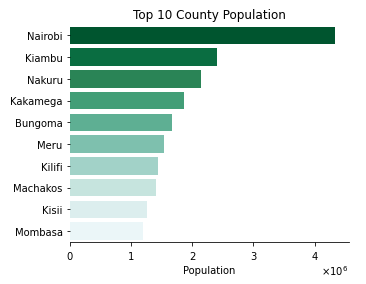 Top 10 County Population
Nairobi
Kiambu
Nakuru
Kakamega
Bungoma
Meru
Kilifi
Machakos
Kisii
Mombasa
0 1 2 3 4
Population
×10⁶